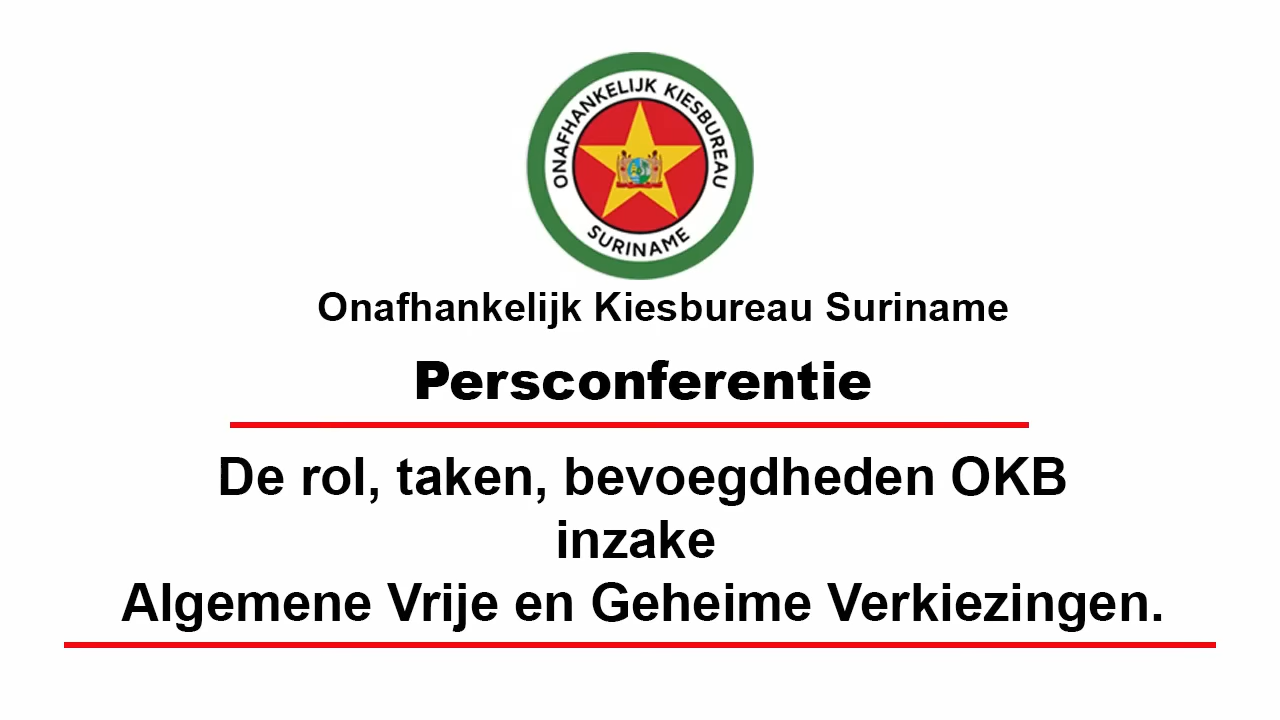 ONAFHANKELIJK KIESBUREAU
SURINAME
Onafhankelijk Kiesbureau Suriname
Persconferentie
De rol, taken, bevoegdheden OKB
inzake
Algemene Vrije en Geheime Verkiezingen.